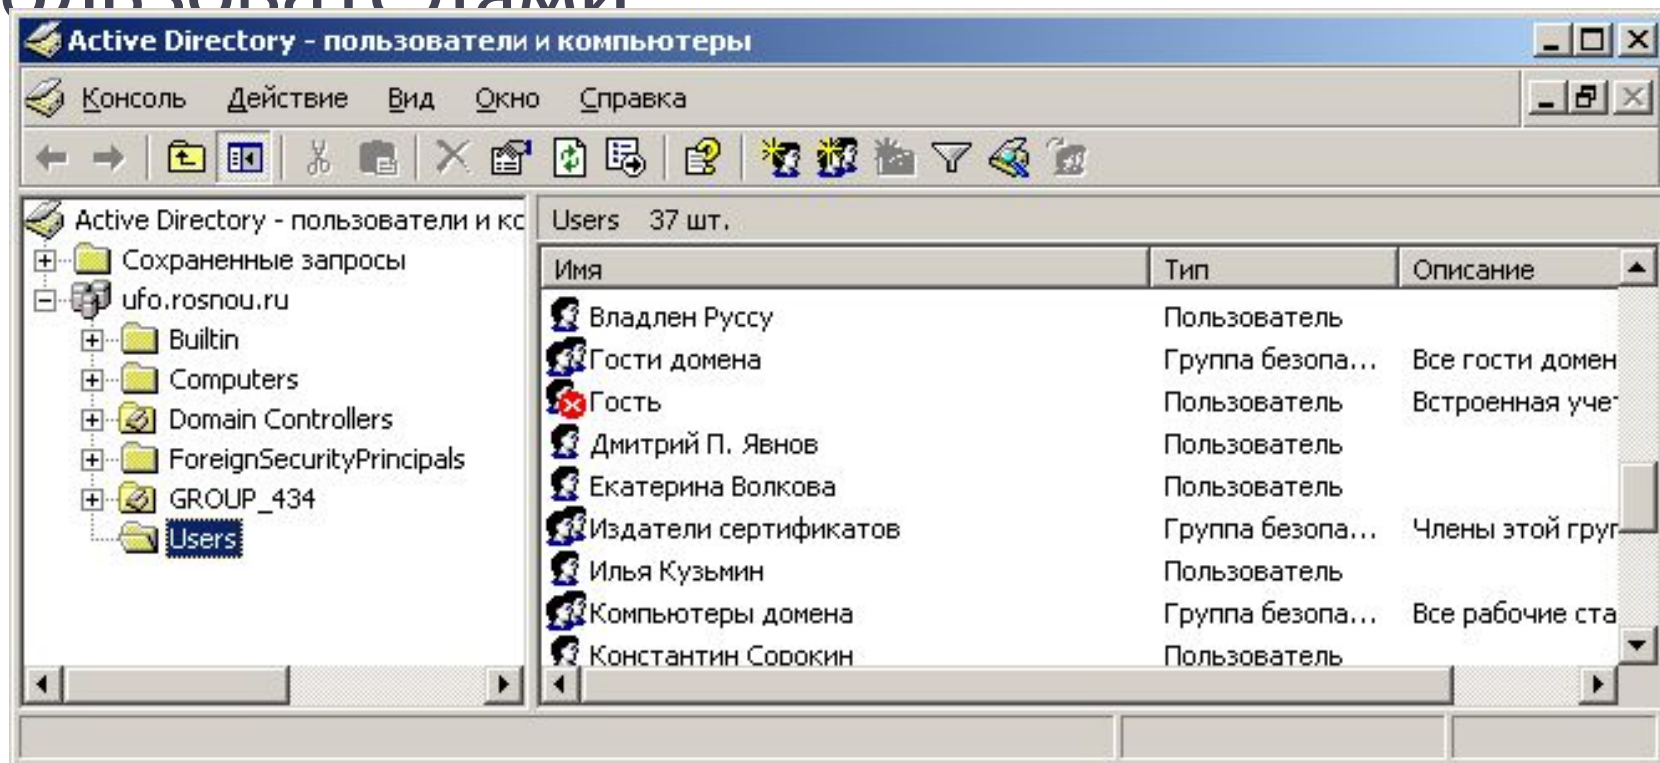 Active Directory - пользователи и компьютеры
Консоль Действие Вид Окно Справка
Active Directory - пользователи и кс
Сохраненные запросы
ufo.rosnou.ru
Builtin
Computers
Domain Controllers
ForeignSecurityPrincipals
GROUP_434
Users
Users 37 шт.
Имя Тип Описание
Владлен Руссу Пользователь
Гости домена Группа безопа... Все гости домен
Гость Пользователь Встроенная учет
Дмитрий П. Явнов Пользователь
Екатерина Волкова Пользователь
Издатели сертификатов Группа безопа... Члены этой груп
Илья Кузьмин Пользователь
Компьютеры домена Группа безопа... Все рабочие ста
Константин Сорокин Пользователь